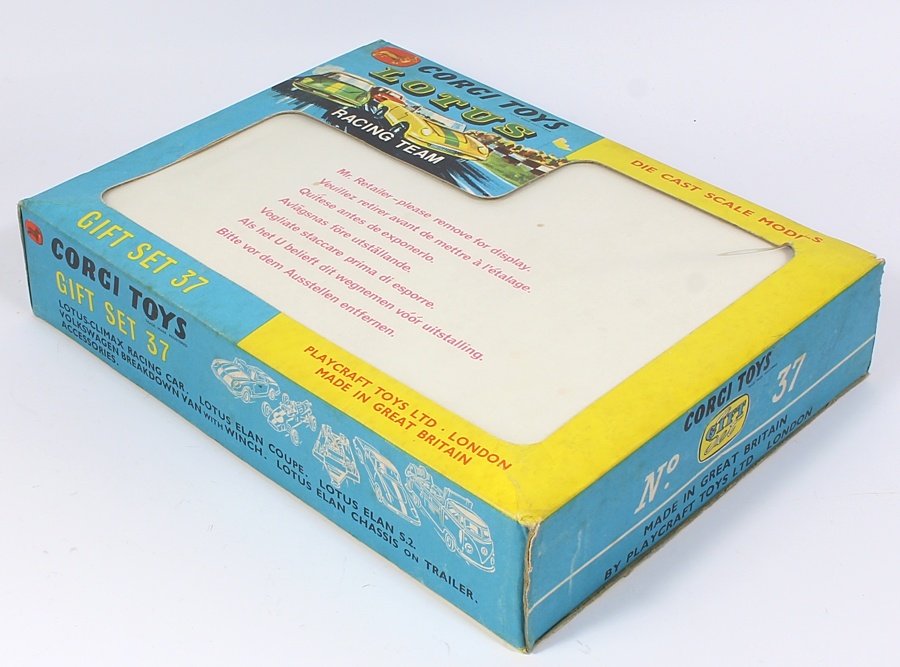 CORGI TOYS
LOTUS
RACING TEAM
DIE CAST SCALE
Mr. Retailer–please remove for display.
Veuillez retirer avant de mettre à l'étalage.
Quitese antes de exponerlo.
Avlägsnas före utställande.
Vogliate staccare prima di esporre.
Als het U belieft dit wegnemen vóór uitstalling.
Bitte vor dem Ausstellen entfernen.
GIFT SET 37
PLAYCRAFT TOYS LTD · LONDON
MADE IN GREAT BRITAIN
CORGI TOYS
GIFT SET 37
LOTUS-CLIMAX RACING CAR LOTUS ELAN COUPE LOTUS ELAN S.2.
VOLKSWAGEN BREAKDOWN VAN WITH WINCH. LOTUS ELAN CHASSIS ON TRAILER.
ACCESSORIES.
CORGI TOYS
Nº GIFT SET 37
MADE IN GREAT BRITAIN
BY PLAYCRAFT TOYS LTD. LONDON